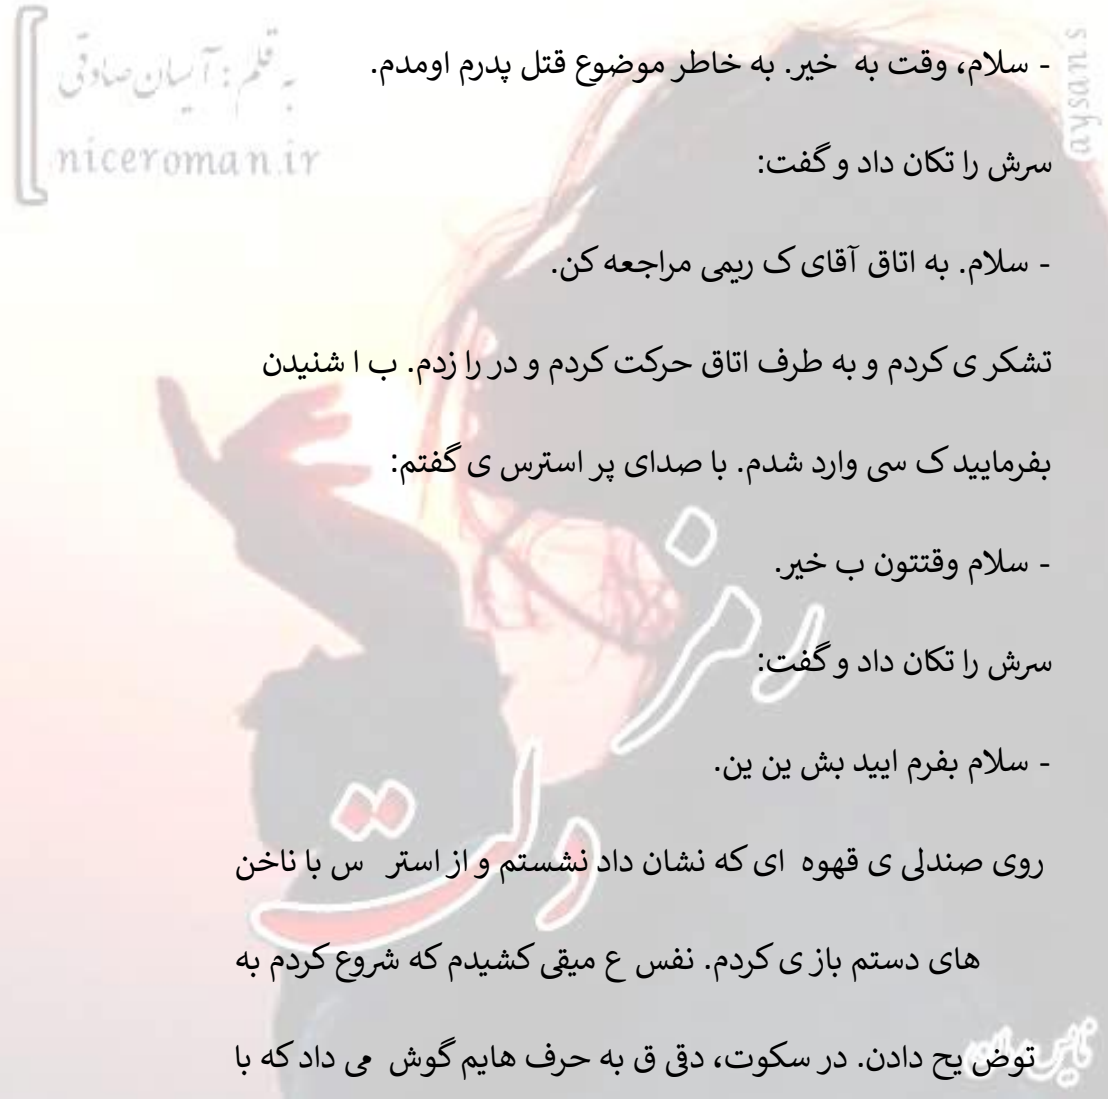 به قلم : آیسان صادقی
niceroman.ir
@aysan.s
- سلام، وقت به خیر. به خاطر موضوع قتل پدرم اومدم.
سرش را تکان داد و گفت:
- سلام. به اتاق آقای ک ریمی مراجعه کن.
تشکر ی کردم و به طرف اتاق حرکت کردم و در را زدم. ب ا شنیدن
بفرمایید ک سی وارد شدم. با صدای پر استرس ی گفتم:
- سلام وقتتون ب خیر.
سرش را تکان داد و گفت:
- سلام بفرم ایید بش ین ین.
روی صندلی ی قهوه ای که نشان داد نشستم و از استر س با ناخن
های دستم باز ی کردم. نفس ع میقی کشیدم که شروع کردم به
توض یح دادن. در سکوت، دقی ق به حرف هایم گوش می داد که با
رمز
دلت